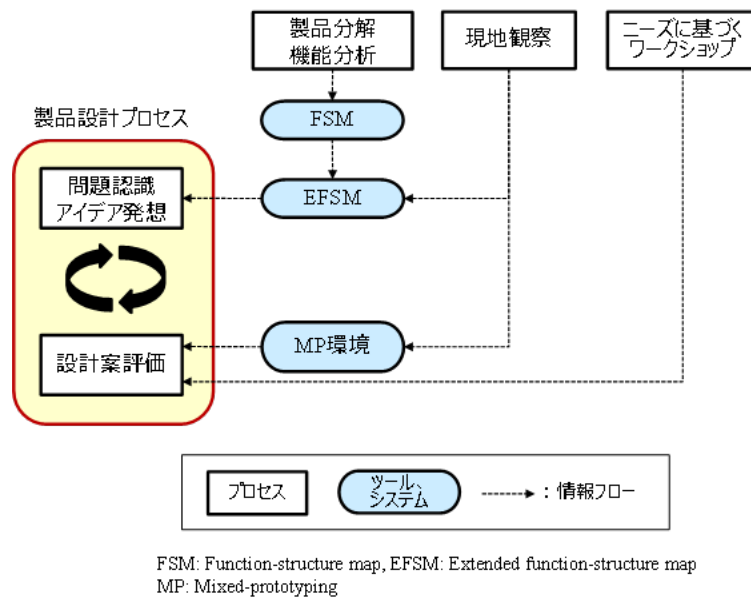 製品分解
機能分析
現地観察
ニーズに基づく
ワークショップ
FSM
製品設計プロセス
問題認識
アイデア発想
EFSM
MP環境
設計案評価
プロセス
ツール、
システム
：情報フロー
FSM: Function-structure map, EFSM: Extended function-structure map
MP: Mixed-prototyping